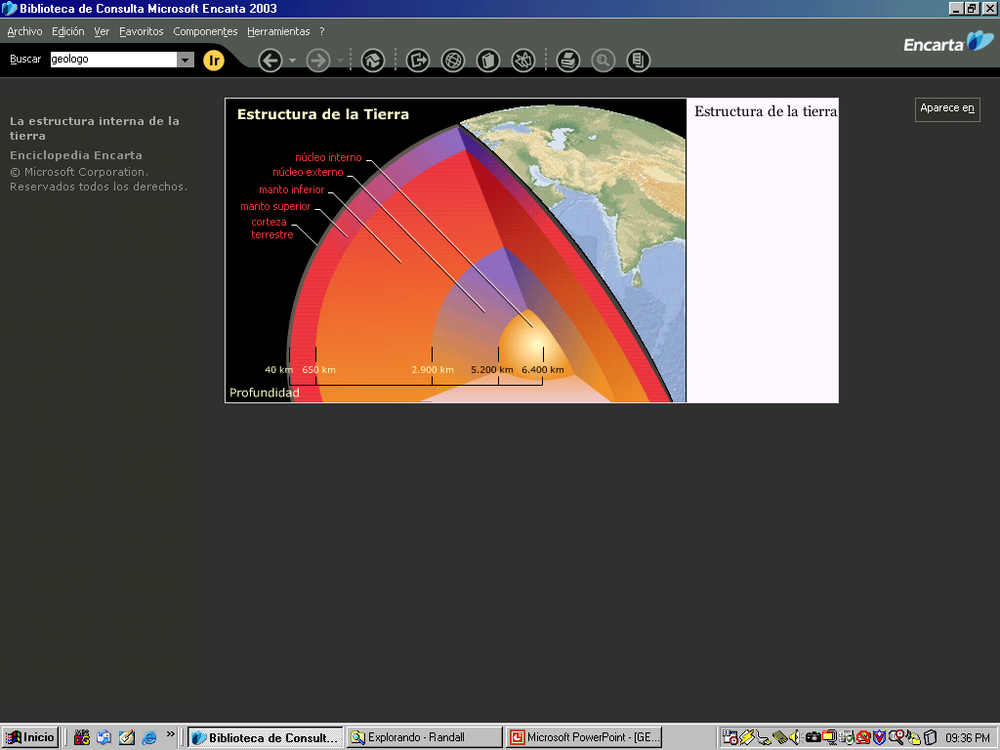 Biblioteca de Consulta Microsoft Encarta 2003
Archivo Edición Ver Favoritos Componentes Herramientas ?
Buscar geologo Ir
Encarta
La estructura interna de la
tierra
Enciclopedia Encarta
© Microsoft Corporation.
Reservados todos los derechos.
Estructura de la Tierra
núcleo interno
núcleo externo
manto inferior
manto superior
corteza
terrestre
40 km 650 km 2.900 km 5.200 km 6.400 km
Profundidad
Estructura de la tierra
Aparece en
Inicio » Biblioteca de Consult... Explorando - Randall Microsoft PowerPoint - [GE... 09:36 PM